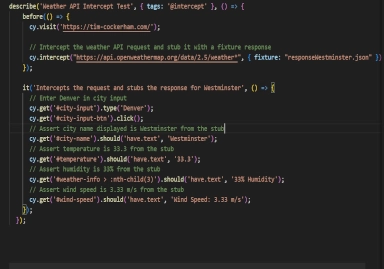 describe('Weather API Intercept Test', { tags: '@intercept' }, () => {
before(() => {
cy.visit('https://tim-cockerham.com/');
// Intercept the weather API request and stub it with a fixture response
cy.intercept("https://api.openweathermap.org/data/2.5/weather*", { fixture: "responseWestminster.json" })
});
it('Intercepts the request and stubs the response for Westminster', () => {
// Enter Denver in city input
cy.get('#city-input').type('Denver');
cy.get('#city-input-btn').click();
// Assert city name displayed is Westminster from the stub
cy.get('#city-name').should('have.text', 'Westminster');
// Assert temperature is 33.3 from the stub
cy.get('#temperature').should('have.text', '33.3');
// Assert humidity is 33% from the stub
cy.get('#weather-info > :nth-child(3)').should('have.text', '33% Humidity');
// Assert wind speed is 3.33 m/s from the stub
cy.get('#wind-speed').should('have.text', 'Wind Speed: 3.33 m/s');
});
});